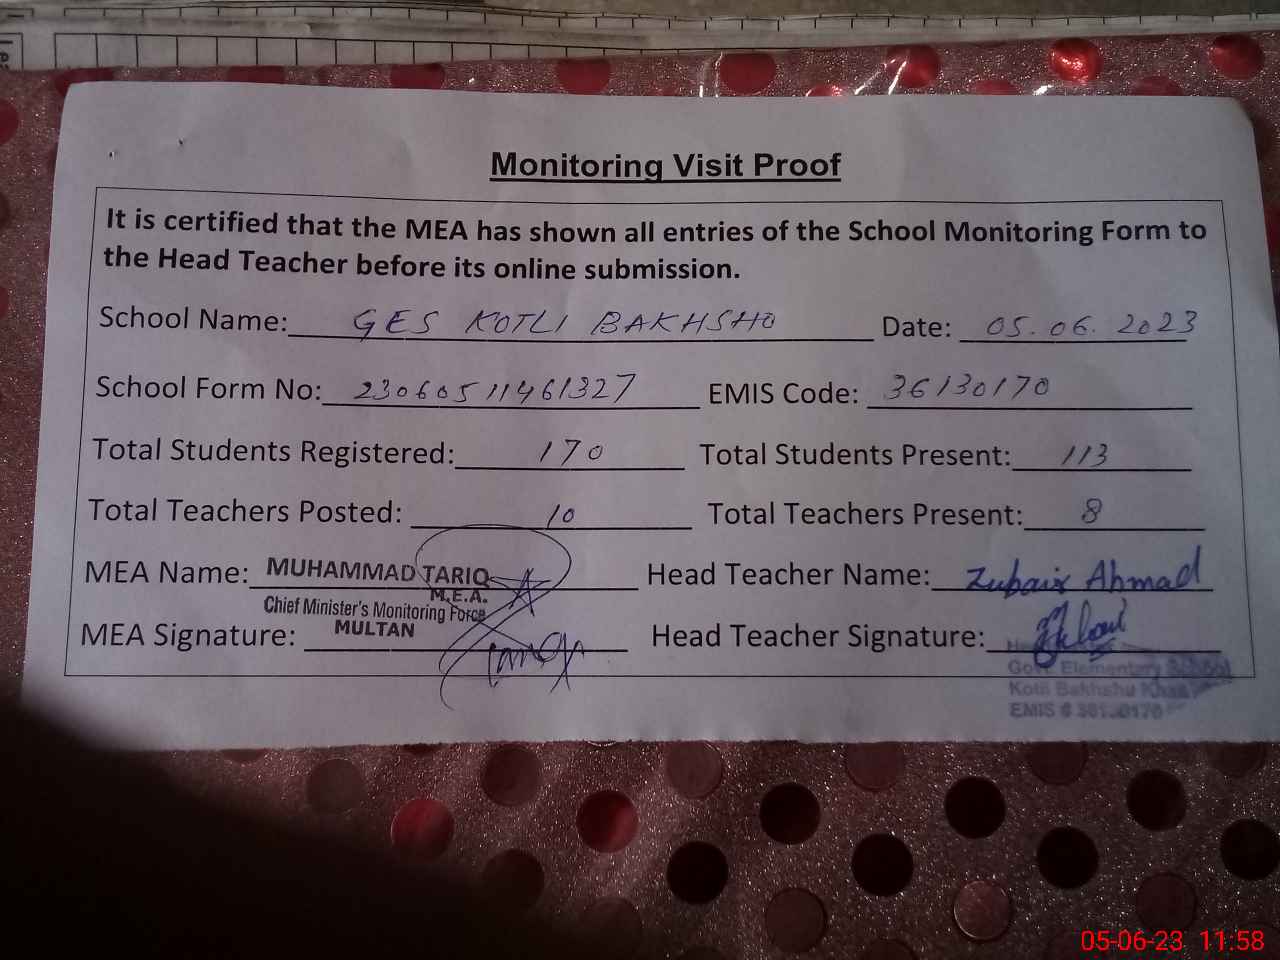 Monitoring Visit Proof
It is certified that the MEA has shown all entries of the School Monitoring Form to
the Head Teacher before its online submission.
School Name: GES KOTLI BAKHSHO Date: 05.06.2023
School Form No: 23060511461327 EMIS Code: 36130170
Total Students Registered: 170 Total Students Present: 113
Total Teachers Posted: 10 Total Teachers Present: 8
MEA Name: MUHAMMAD TARIQ Head Teacher Name: Zubair Ahmad
M.E.A.
Chief Minister's Monitoring Force
MULTAN
MEA Signature: Head Teacher Signature:
Govt. Elementary School
Kotli Bakhshu Khan
EMIS #
05-06-23 11:58